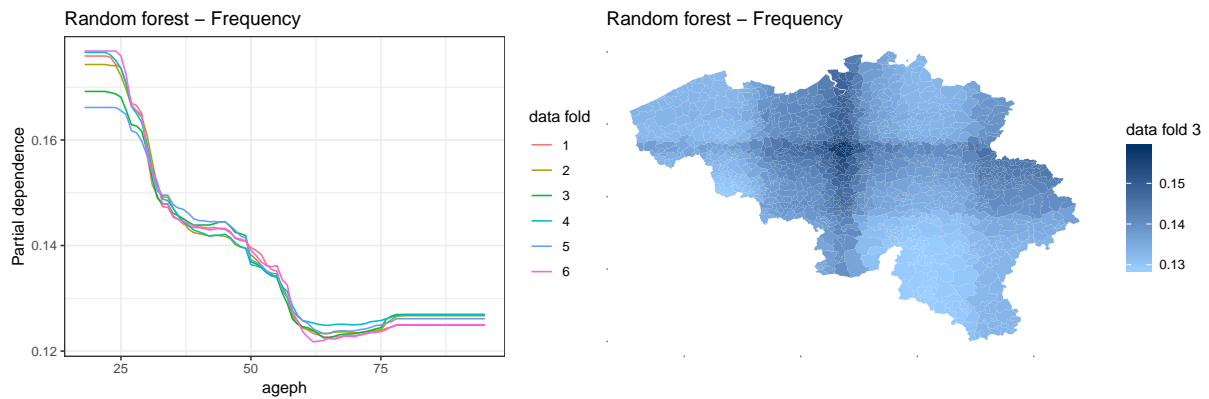 Random forest – Frequency
Partial dependence
0.16
0.14
0.12
25
50
75
ageph
data fold
1
2
3
4
5
6
Random forest – Frequency
data fold 3
0.15
0.14
0.13